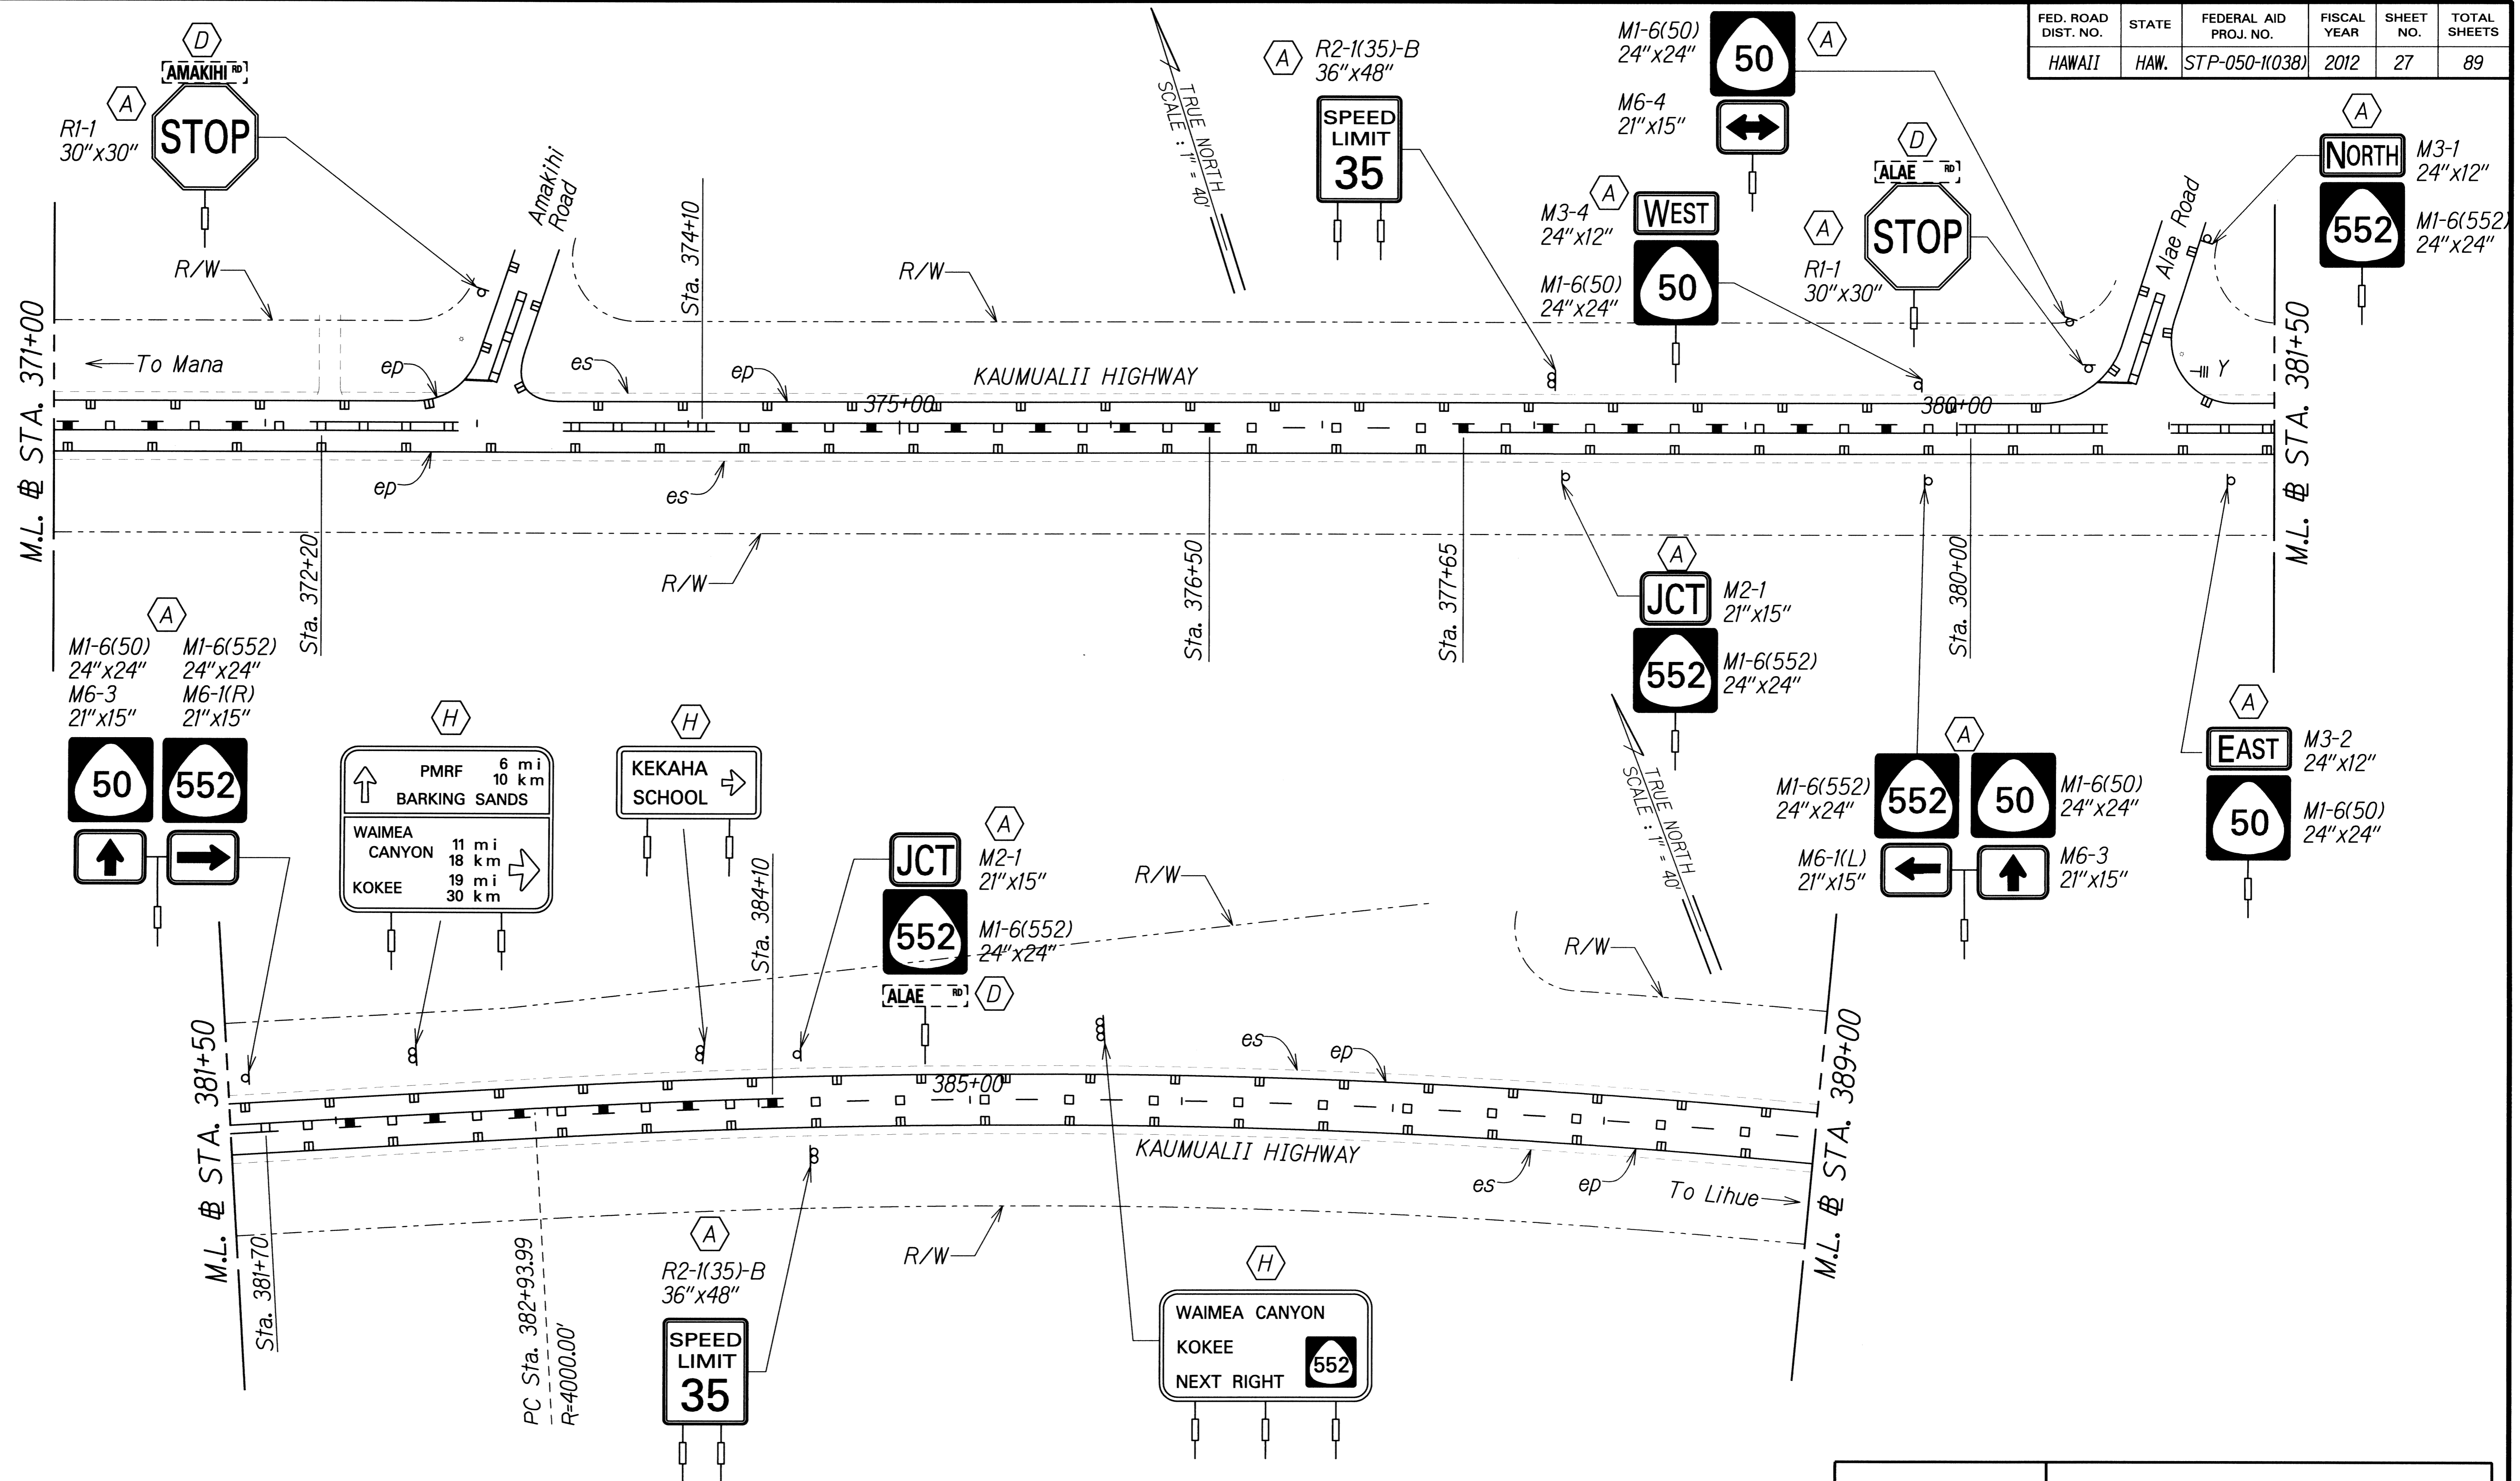 FED. ROAD DIST. NO.
STATE
FEDERAL AID PROJ. NO.
FISCAL YEAR
SHEET NO.
TOTAL SHEETS
HAWAII
HAW.
STP-050-1(038)
2012
27
89
D
AMAKIHI RD
A
R1-1
30"x30"
STOP
Amakihi
Road
Sta. 374+10
TRUE NORTH
SCALE : 1" = 40'
A
R2-1(35)-B
36"x48"
SPEED
LIMIT
35
M1-6(50)
24"x24"
50
A
M6-4
21"x15"
A
M3-4
24"x12"
WEST
M1-6(50)
24"x24"
50
D
ALAE RD
A
R1-1
30"x30"
STOP
Alae Road
A
NORTH
M3-1
24"x12"
552
M1-6(552)
24"x24"
R/W
R/W
M.L. ℄ STA. 371+00
To Mana
ep
es
ep
KAUMUALII HIGHWAY
375+00
380+00
Y
M.L. ℄ STA. 381+50
ep
es
R/W
Sta. 372+20
Sta. 376+50
Sta. 377+65
Sta. 380+00
A
JCT
M2-1
21"x15"
552
M1-6(552)
24"x24"
A
M1-6(50)
24"x24"
M6-3
21"x15"
M1-6(552)
24"x24"
M6-1(R)
21"x15"
50
552
H
PMRF 6 mi
10 km
BARKING SANDS
WAIMEA
CANYON 11 mi
18 km
KOKEE 19 mi
30 km
H
KEKAHA
SCHOOL
Sta. 384+10
A
JCT
M2-1
21"x15"
552
M1-6(552)
24"x24"
ALAE RD
D
R/W
TRUE NORTH
SCALE : 1" = 40'
R/W
A
M1-6(552)
24"x24"
552
50
M1-6(50)
24"x24"
M6-1(L)
21"x15"
M6-3
21"x15"
A
EAST
M3-2
24"x12"
50
M1-6(50)
24"x24"
M.L. ℄ STA. 381+50
385+00
es
ep
M.L. ℄ STA. 389+00
KAUMUALII HIGHWAY
es
ep
To Lihue
Sta. 381+70
PC Sta. 382+93.99
R=4000.00'
R/W
A
R2-1(35)-B
36"x48"
SPEED
LIMIT
35
H
WAIMEA CANYON
KOKEE
552
NEXT RIGHT